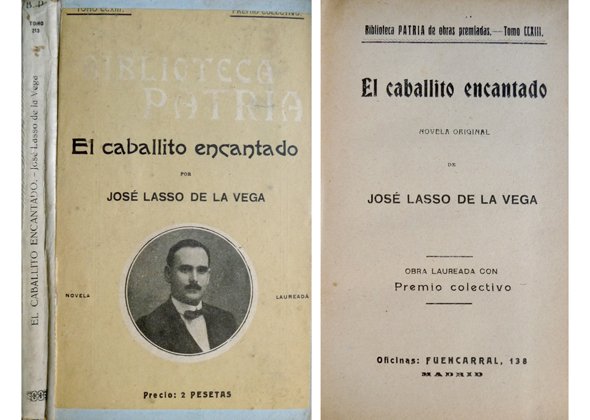 TOMO
213
EL CABALLITO ENCANTADO.-José Lasso de la Vega
TOMO CCXIII.
PREMIO COLECTIVO.
BIBLIOTECA
PATRIA
El caballito encantado
POR
JOSÉ LASSO DE LA VEGA
NOVELA
LAUREADA
Precio: 2 PESETAS
Biblioteca PATRIA de obras premiadas.—Tomo CCXIII.
El caballito encantado
NOVELA ORIGINAL
DE
JOSÉ LASSO DE LA VEGA
OBRA LAUREADA CON
Premio colectivo
Oficinas: FUENCARRAL, 138
MADRID